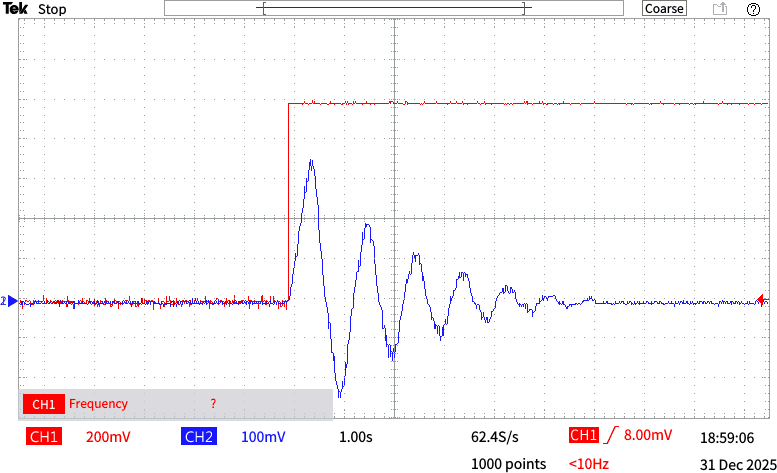 Tek Stop Coarse ?
2
CH1 Frequency ?
CH1 200mV CH2 100mV 1.00s 62.4S/s CH1 8.00mV 18:59:06
1000 points <10Hz 31 Dec 2025